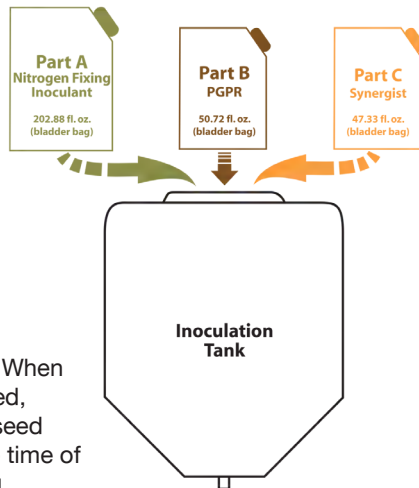 Part A
Nitrogen Fixing
Inoculant
202.88 fl. oz.
(bladder bag)
Part B
PGPR
50.72 fl. oz.
(bladder bag)
Part C
Synergist
47.33 fl. oz.
(bladder bag)
Inoculation
Tank
When
ed,
seed
time of